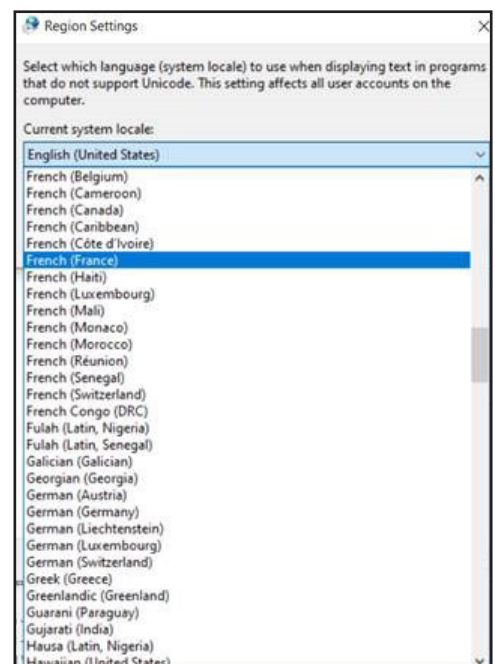 Region Settings
Select which language (system locale) to use when displaying text in programs
that do not support Unicode. This setting affects all user accounts on the
computer.
Current system locale:
English (United States)
French (Belgium)
French (Cameroon)
French (Canada)
French (Caribbean)
French (Côte d'Ivoire)
French (France)
French (Haiti)
French (Luxembourg)
French (Mali)
French (Monaco)
French (Morocco)
French (Réunion)
French (Senegal)
French (Switzerland)
French Congo (DRC)
Fulah (Latin, Nigeria)
Fulah (Latin, Senegal)
Galician (Galician)
Georgian (Georgia)
German (Austria)
German (Germany)
German (Liechtenstein)
German (Luxembourg)
German (Switzerland)
Greek (Greece)
Greenlandic (Greenland)
Guarani (Paraguay)
Gujarati (India)
Hausa (Latin, Nigeria)
Hawaiian (United States)